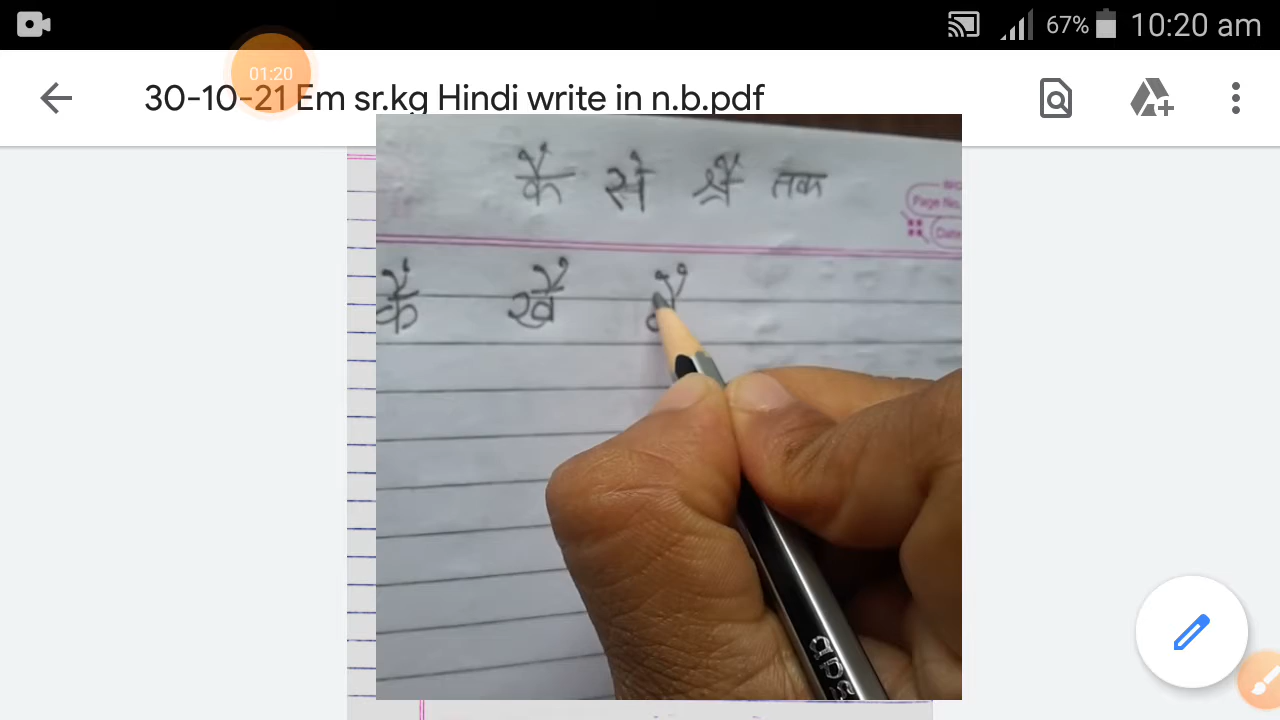 67% 10:20 am
01:20
30-10-21 Em sr.kg Hindi write in n.b.pdf
कै से श्रै तक
Page No.
Date
कै खै